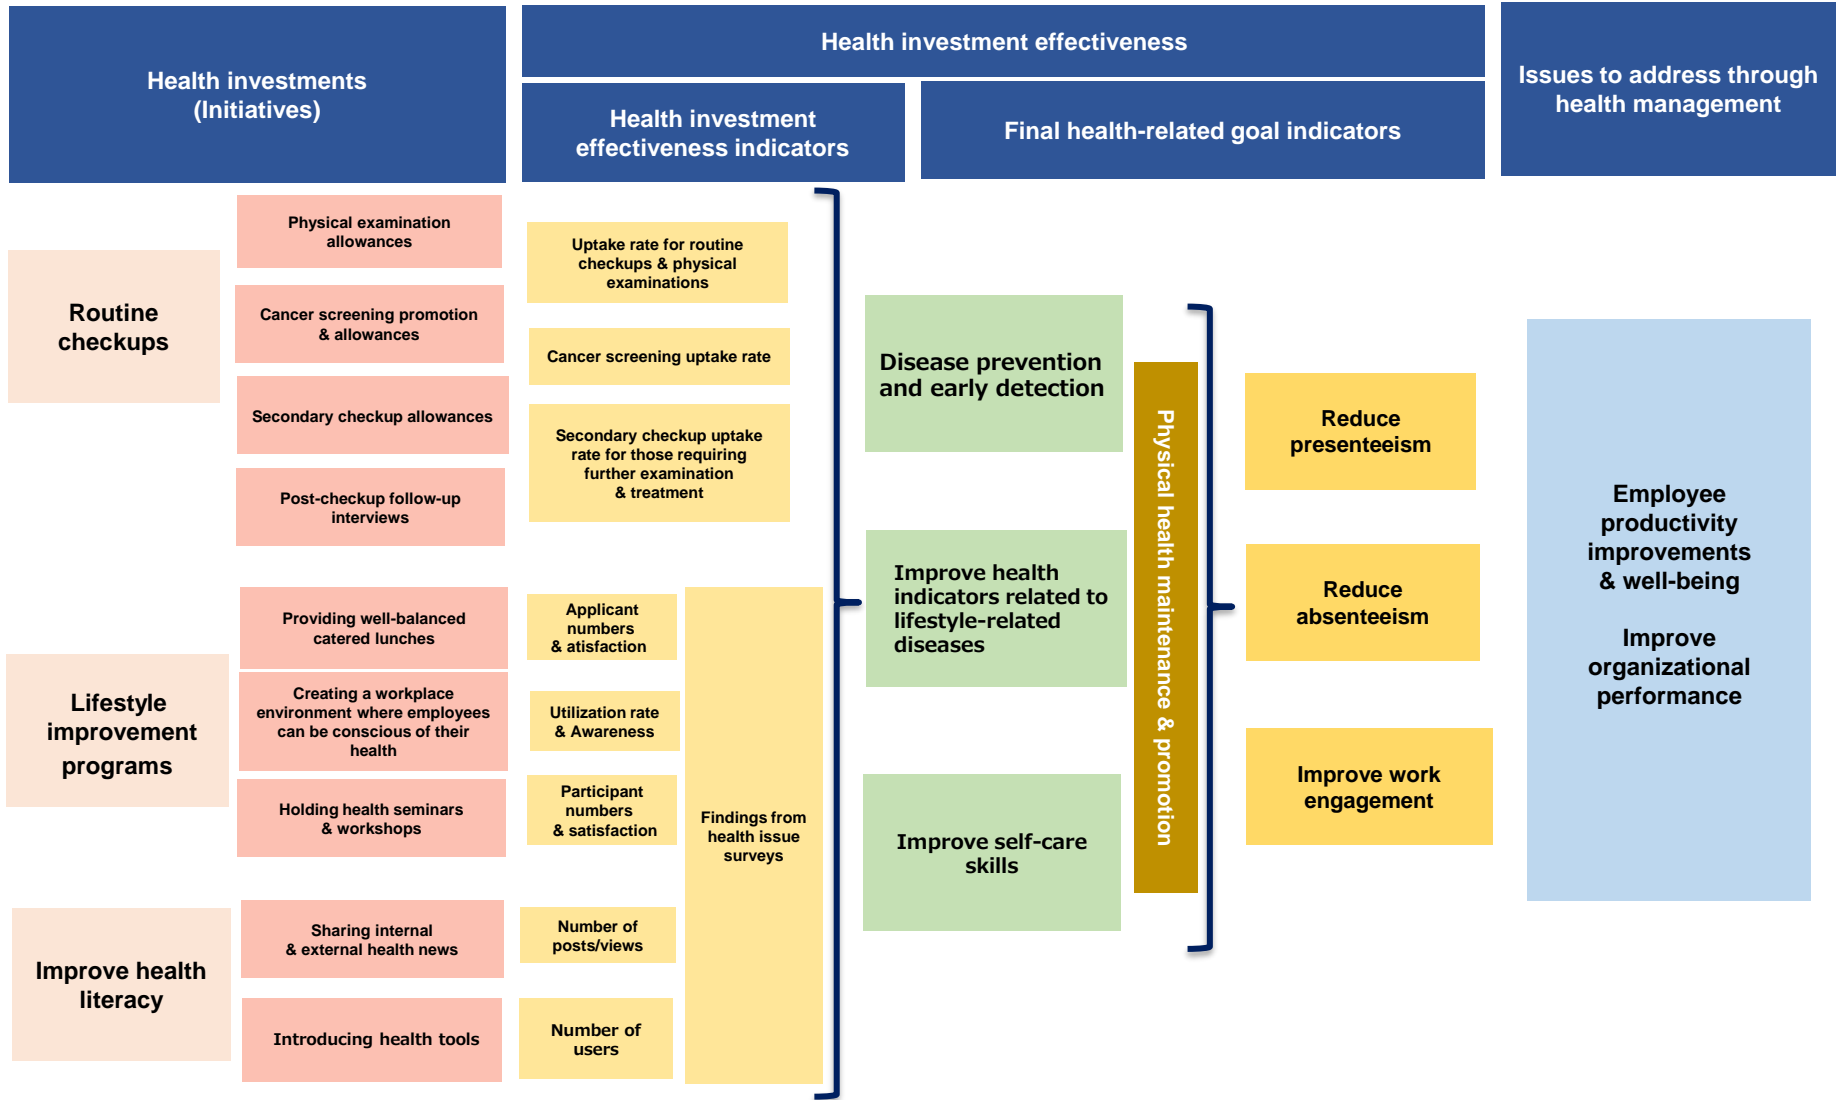 Health investments
(Initiatives)
Health investment effectiveness
Health investment
effectiveness indicators
Final health-related goal indicators
Issues to address through
health management
Routine
checkups
Physical examination
allowances
Cancer screening promotion
& allowances
Secondary checkup allowances
Post-checkup follow-up
interviews
Uptake rate for routine
checkups & physical
examinations
Cancer screening uptake rate
Secondary checkup uptake
rate for those requiring
further examination
& treatment
Lifestyle
improvement
programs
Providing well-balanced
catered lunches
Creating a workplace
environment where employees
can be conscious of their
health
Holding health seminars
& workshops
Applicant
numbers
& atisfaction
Utilization rate
& Awareness
Participant
numbers
& satisfaction
Findings from
health issue
surveys
Improve health
literacy
Sharing internal
& external health news
Introducing health tools
Number of
posts/views
Number of
users
Disease prevention
and early detection
Improve health
indicators related to
lifestyle-related
diseases
Improve self-care
skills
Physical health maintenance & promotion
Reduce
presenteeism
Reduce
absenteeism
Improve work
engagement
Employee
productivity
improvements
& well-being
Improve
organizational
performance